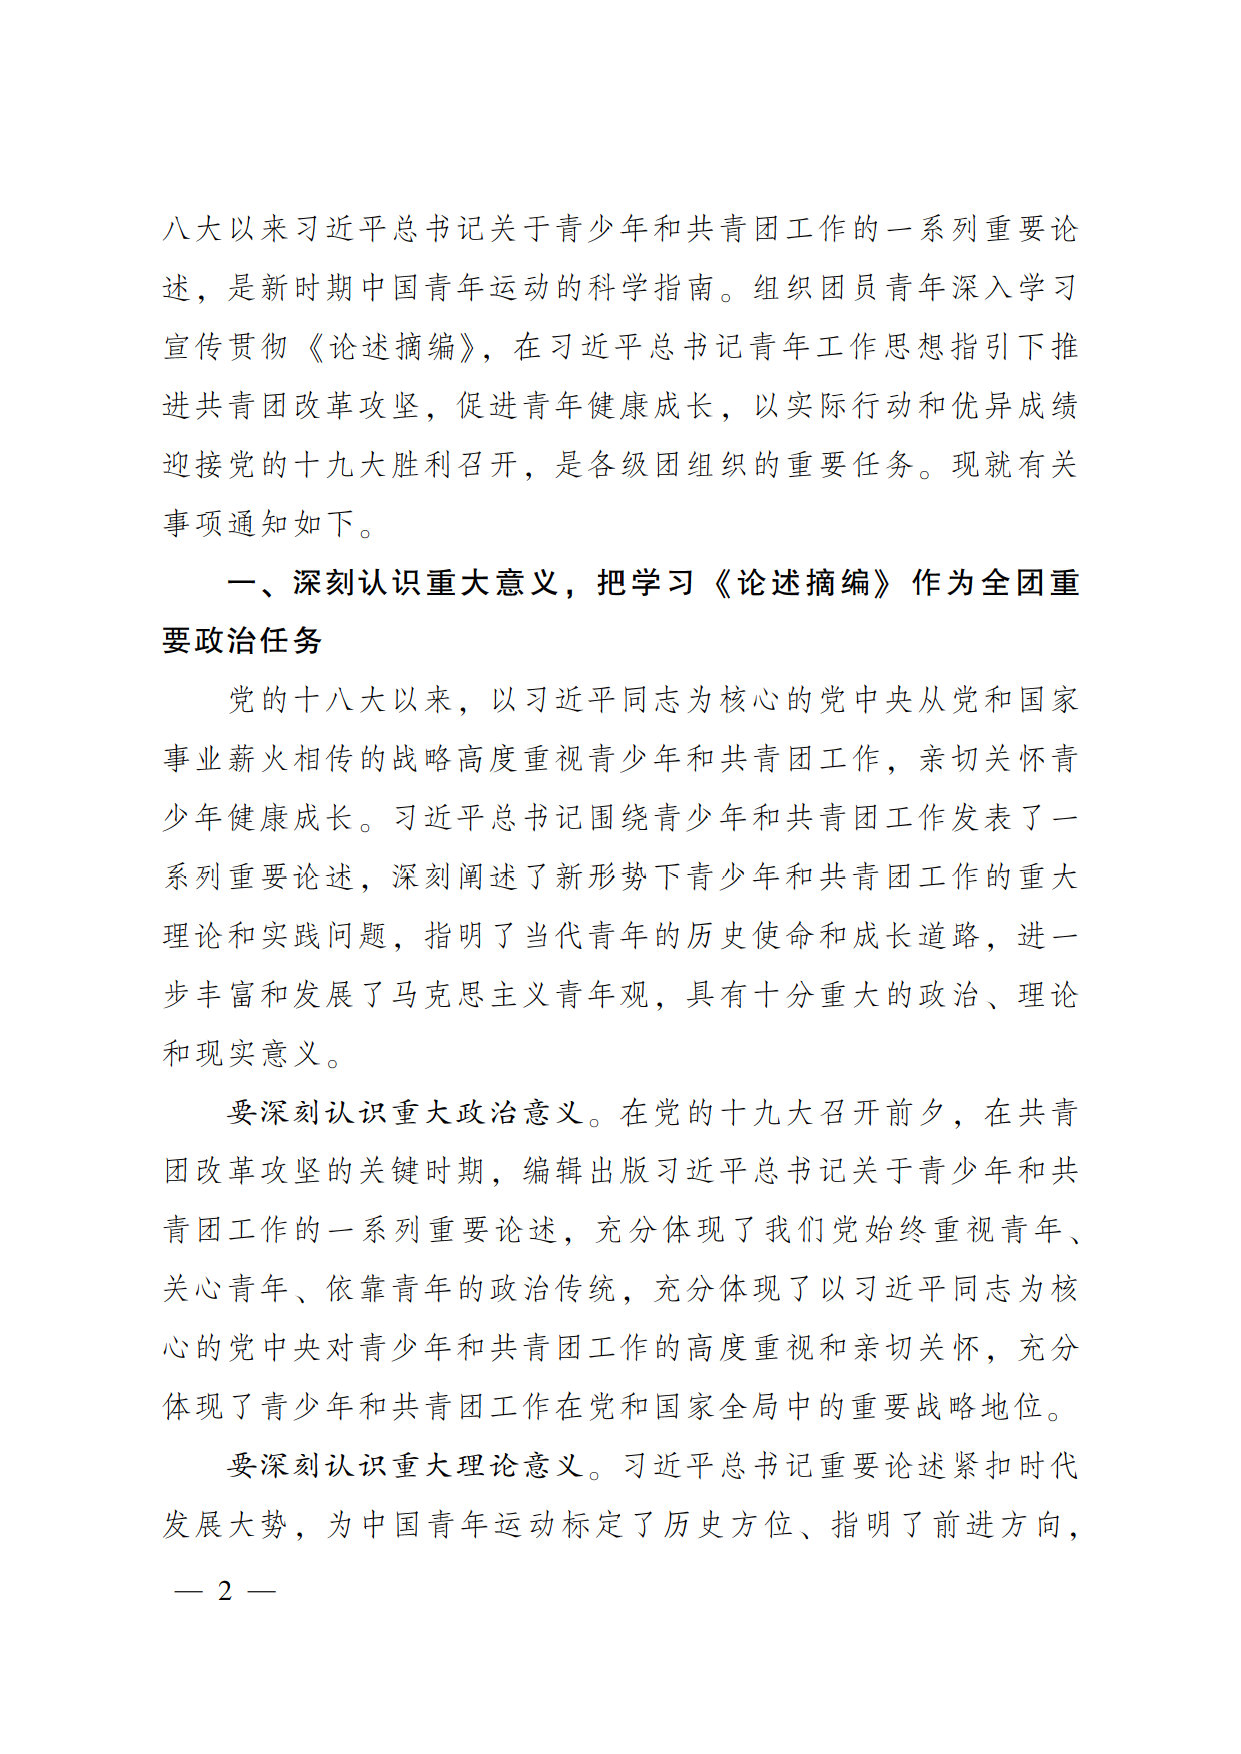 八大以来习近平总书记关于青少年和共青团工作的一系列重要论
述，是新时期中国青年运动的科学指南。组织团员青年深入学习
宣传贯彻《论述摘编》，在习近平总书记青年工作思想指引下推
进共青团改革攻坚，促进青年健康成长，以实际行动和优异成绩
迎接党的十九大胜利召开，是各级团组织的重要任务。现就有关
事项通知如下。
一、深刻认识重大意义，把学习《论述摘编》作为全团重
要政治任务
党的十八大以来，以习近平同志为核心的党中央从党和国家
事业薪火相传的战略高度重视青少年和共青团工作，亲切关怀青
少年健康成长。习近平总书记围绕青少年和共青团工作发表了一
系列重要论述，深刻阐述了新形势下青少年和共青团工作的重大
理论和实践问题，指明了当代青年的历史使命和成长道路，进一
步丰富和发展了马克思主义青年观，具有十分重大的政治、理论
和现实意义。
要深刻认识重大政治意义。在党的十九大召开前夕，在共青
团改革攻坚的关键时期，编辑出版习近平总书记关于青少年和共
青团工作的一系列重要论述，充分体现了我们党始终重视青年、
关心青年、依靠青年的政治传统，充分体现了以习近平同志为核
心的党中央对青少年和共青团工作的高度重视和亲切关怀，充分
体现了青少年和共青团工作在党和国家全局中的重要战略地位。
要深刻认识重大理论意义。习近平总书记重要论述紧扣时代
发展大势，为中国青年运动标定了历史方位、指明了前进方向，
— 2 —